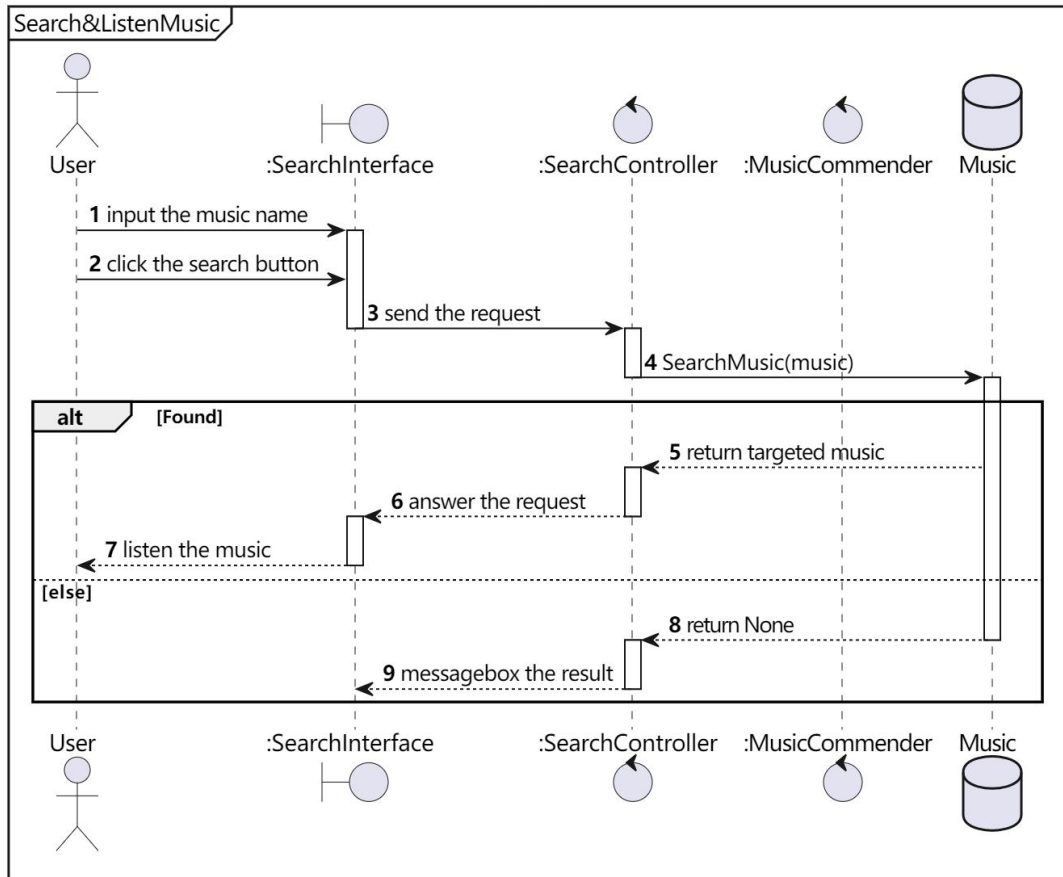 Search&ListenMusic
User :SearchInterface :SearchController :MusicCommender Music
1 input the music name
2 click the search button
3 send the request
4 SearchMusic(music)
alt [Found]
5 return targeted music
6 answer the request
7 listen the music
[else]
8 return None
9 messagebox the result
User :SearchInterface :SearchController :MusicCommender Music